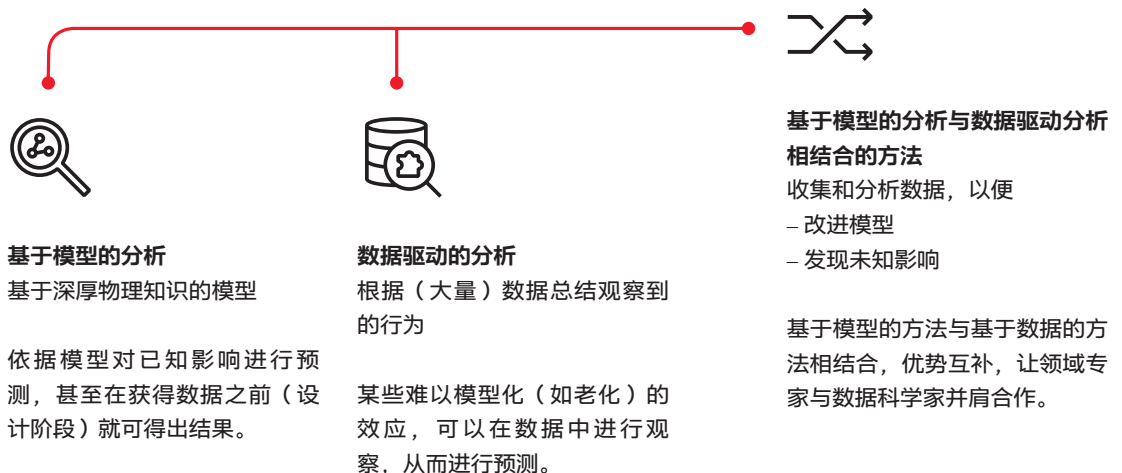 基于模型的分析
基于深厚物理知识的模型
依据模型对已知影响进行预
测，甚至在获得数据之前（设
计阶段）就可得出结果。
数据驱动的分析
根据（大量）数据总结观察到
的行为
某些难以模型化（如老化）的
效应，可以在数据中进行观
察，从而进行预测。
基于模型的分析与数据驱动分析
相结合的方法
收集和分析数据，以便
– 改进模型
– 发现未知影响
基于模型的方法与基于数据的方
法相结合，优势互补，让领域专
家与数据科学家并肩合作。